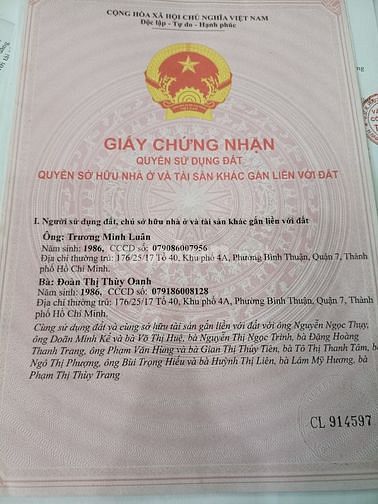 CỘNG HÒA XÃ HỘI CHỦ NGHĨA VIỆT NAM
Độc lập - Tự do - Hạnh phúc
GIẤY CHỨNG NHẬN
QUYỀN SỬ DỤNG ĐẤT
QUYỀN SỞ HỮU NHÀ Ở VÀ TÀI SẢN KHÁC GẮN LIỀN VỚI ĐẤT
I. Người sử dụng đất, chủ sở hữu nhà ở và tài sản khác gắn liền với đất
Ông: Trương Minh Luân
Năm sinh: 1986, CCCD số: 079086007956
Địa chỉ thường trú: 176/25/17 Tổ 40, Khu phố 4A, Phường Bình Thuận, Quận 7, Thành
phố Hồ Chí Minh.
Bà: Đoàn Thị Thùy Oanh
Năm sinh: 1986, CCCD số: 079186008128
Địa chỉ thường trú: 176/25/17 Tổ 40, Khu phố 4A, Phường Bình Thuận, Quận 7, Thành
phố Hồ Chí Minh.
Cùng sử dụng đất và cùng sở hữu tài sản gắn liền với đất với ông Nguyễn Ngọc Thụy,
ông Doãn Minh Kế và bà Võ Thị Huệ, bà Nguyễn Thị Ngọc Trinh, bà Đặng Hoàng
Thanh Trang, ông Phạm Văn Hùng và bà Gian Thị Thủy Tiên, bà Tô Thị Thanh Tâm, bà
Ngô Thị Phượng, ông Bùi Trọng Hiếu và bà Huỳnh Thị Liên, bà Lâm Mỹ Hương, bà
Phạm Thị Thùy Trang
CL 914597